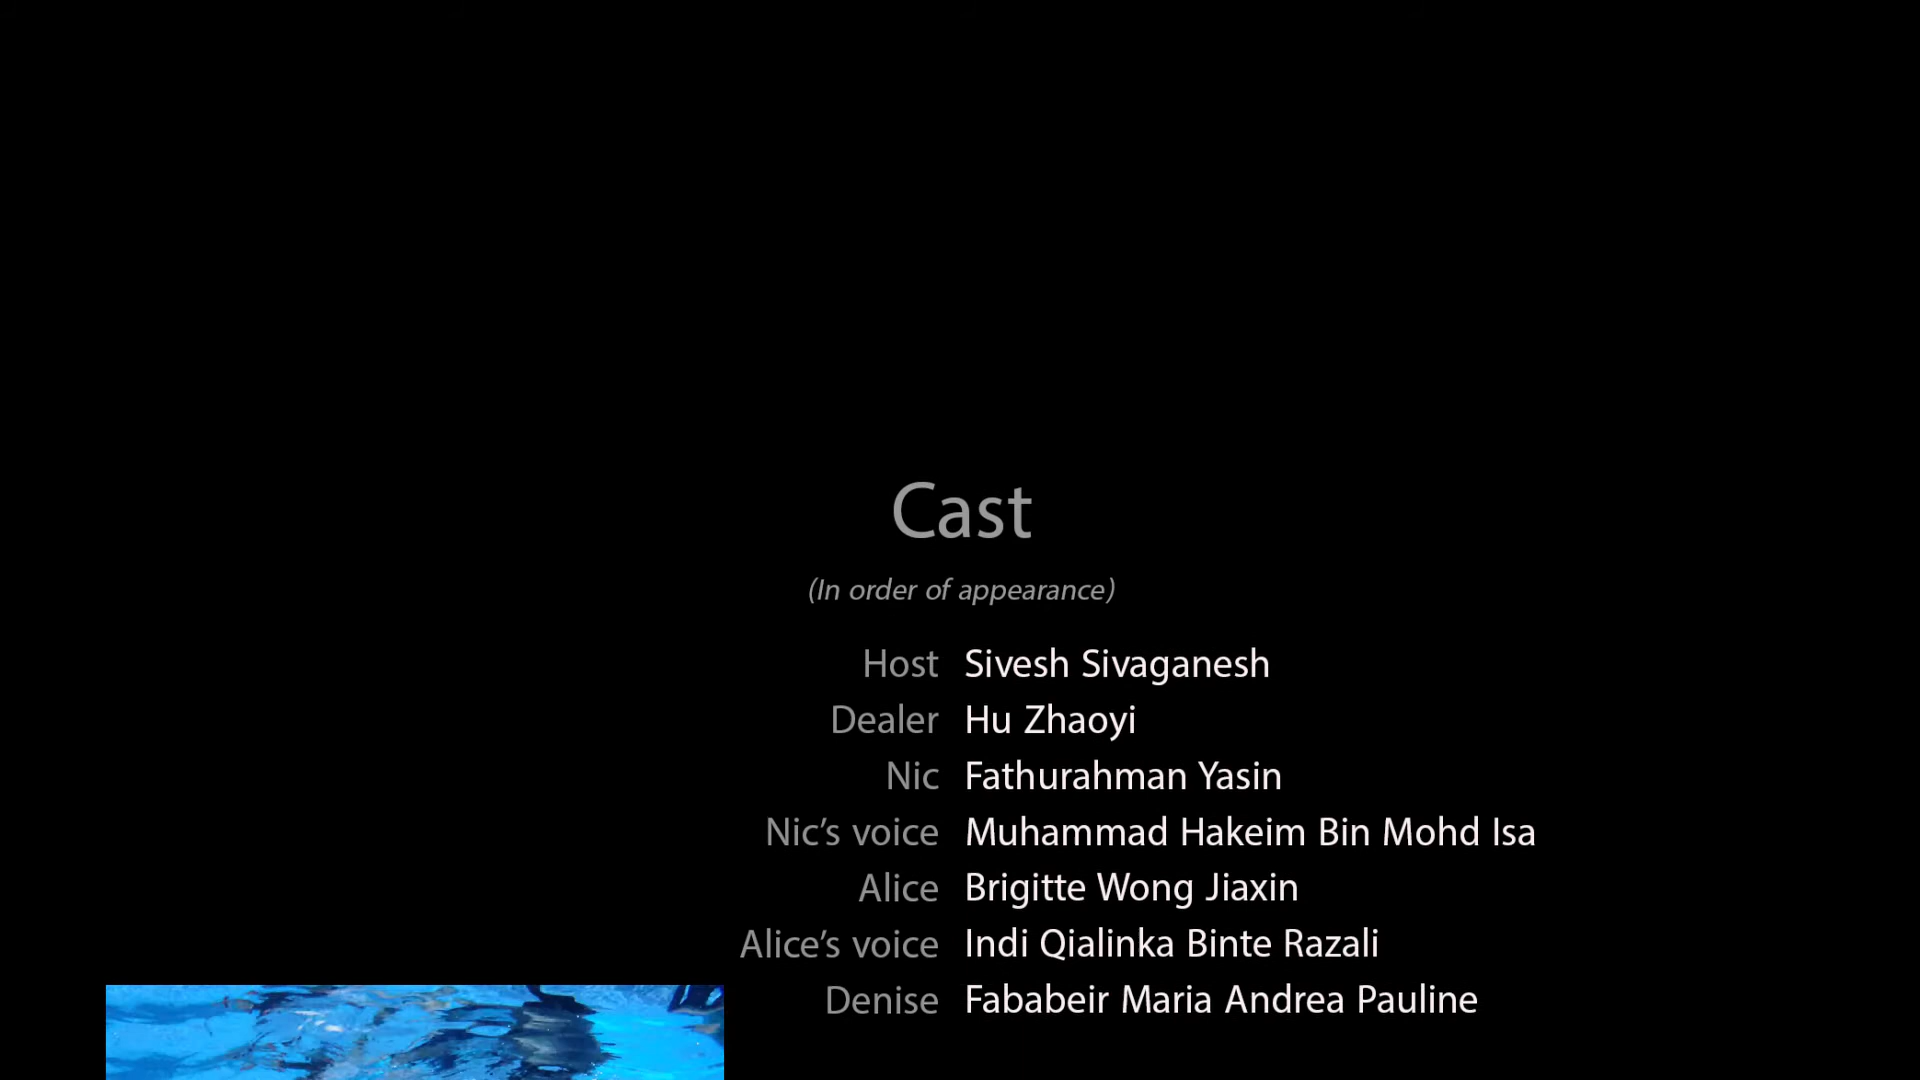 Cast
(In order of appearance)
Host Sivesh Sivaganesh
Dealer Hu Zhaoyi
Nic Fathurahman Yasin
Nic’s voice Muhammad Hakeim Bin Mohd Isa
Alice Brigitte Wong Jiaxin
Alice’s voice Indi Qialinka Binte Razali
Denise Fababeir Maria Andrea Pauline